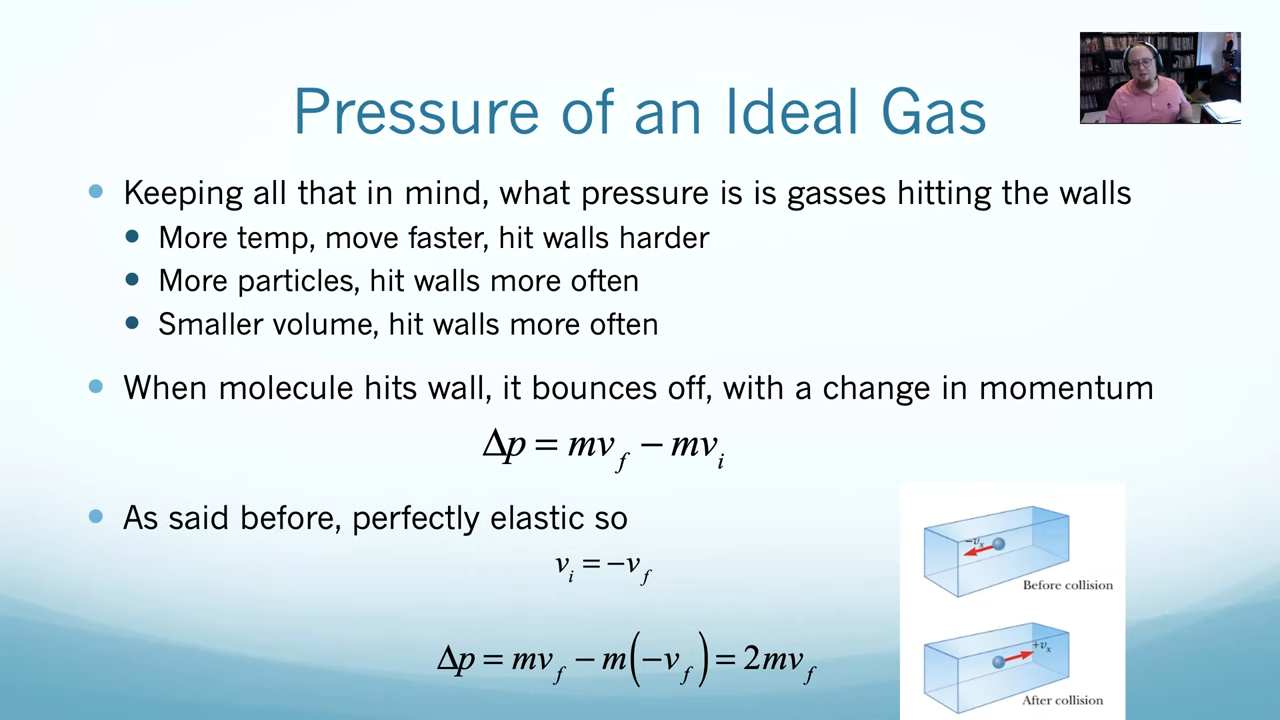 Pressure of an Ideal Gas
• Keeping all that in mind, what pressure is is gasses hitting the walls
• More temp, move faster, hit walls harder
• More particles, hit walls more often
• Smaller volume, hit walls more often
• When molecule hits wall, it bounces off, with a change in momentum
Δp = mv_f − mv_i
• As said before, perfectly elastic so
v_i = −v_f
−v_x
Before collision
Δp = mv_f − m(−v_f) = 2mv_f
+v_x
After collision